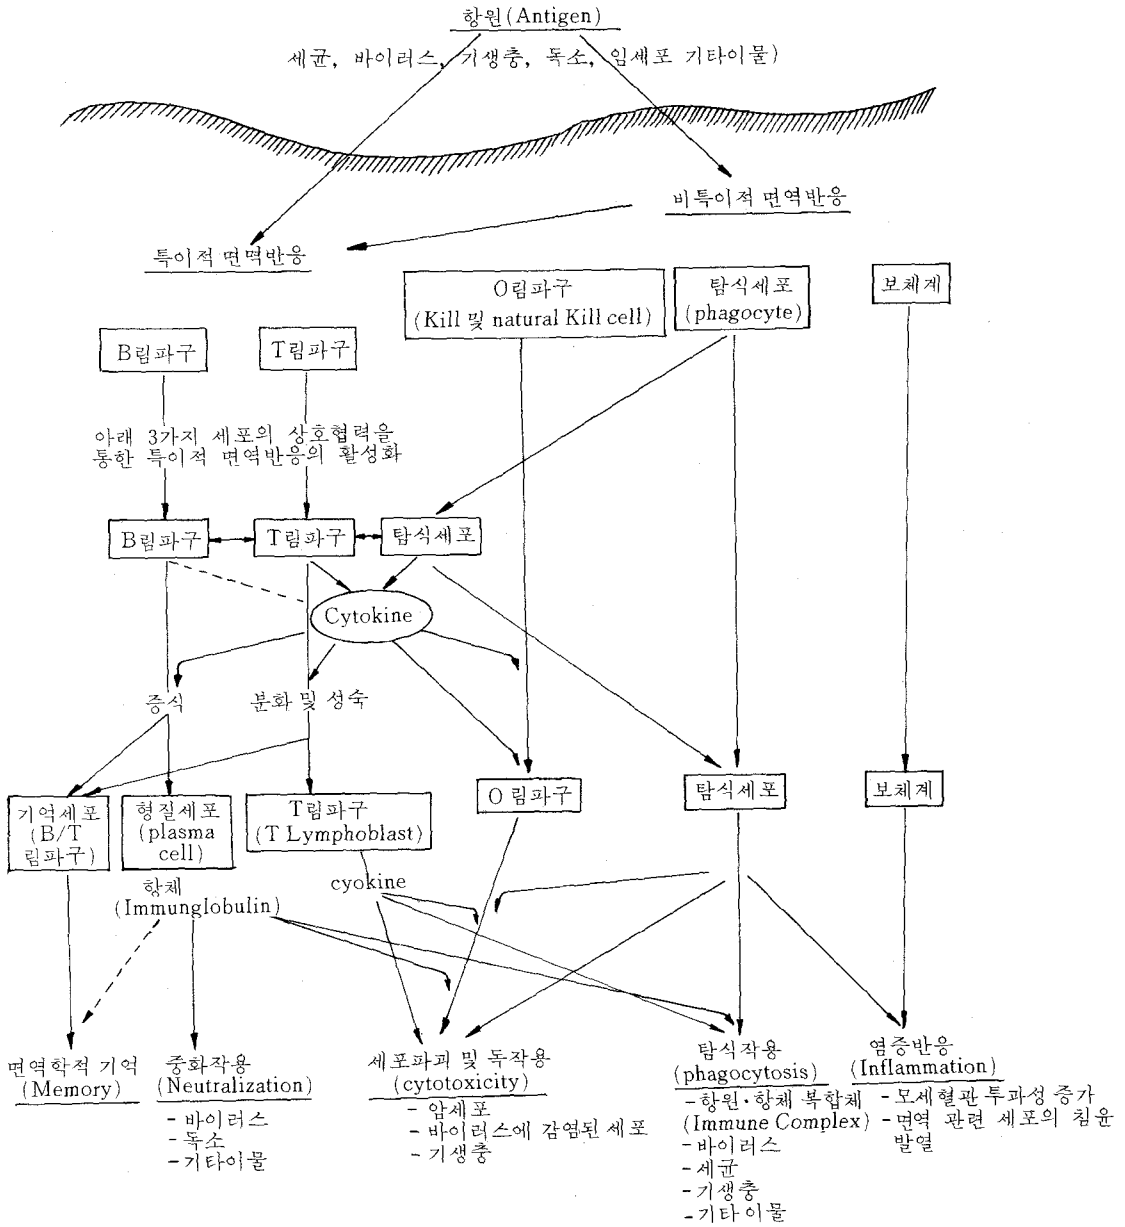 항원(Antigen)
세균, 바이러스, 기생충, 독소, 임세포 기타이물)
비특이적 면역반응
특이적 면멱반응
O림파구
(Kill 및 natural Kill cell)
탐식세포
(phagocyte)
보체계
B림파구
T림파구
아래 3가지 세포의 상호협력을
통한 특이적 면역반응의 활성화
B림파구
T림파구
탐식세포
Cytokine
증식
분화 및 성숙
기억세포
(B/T
림파구)
형질세포
(plasma
cell)
T림파구
(T Lymphoblast)
O 림파구
탐식세포
보체계
항체
(Immunglobulin)
cyokine
면역학적 기억
(Memory)
중화작용
(Neutralization)
- 바이러스
- 독소
- 기타이물
세포파괴 및 독작용
(cytotoxicity)
- 암세포
- 바이러스에 감염된 세포
- 기생충
탐식작용
(phagocytosis)
- 항원·항체 복합체
(Immune Complex)
- 바이러스
- 세균
- 기생충
- 기타 이물
염증반응
(Inflammation)
- 모세혈관 투과성 증가
- 면역 관련 세포의 침윤
발열